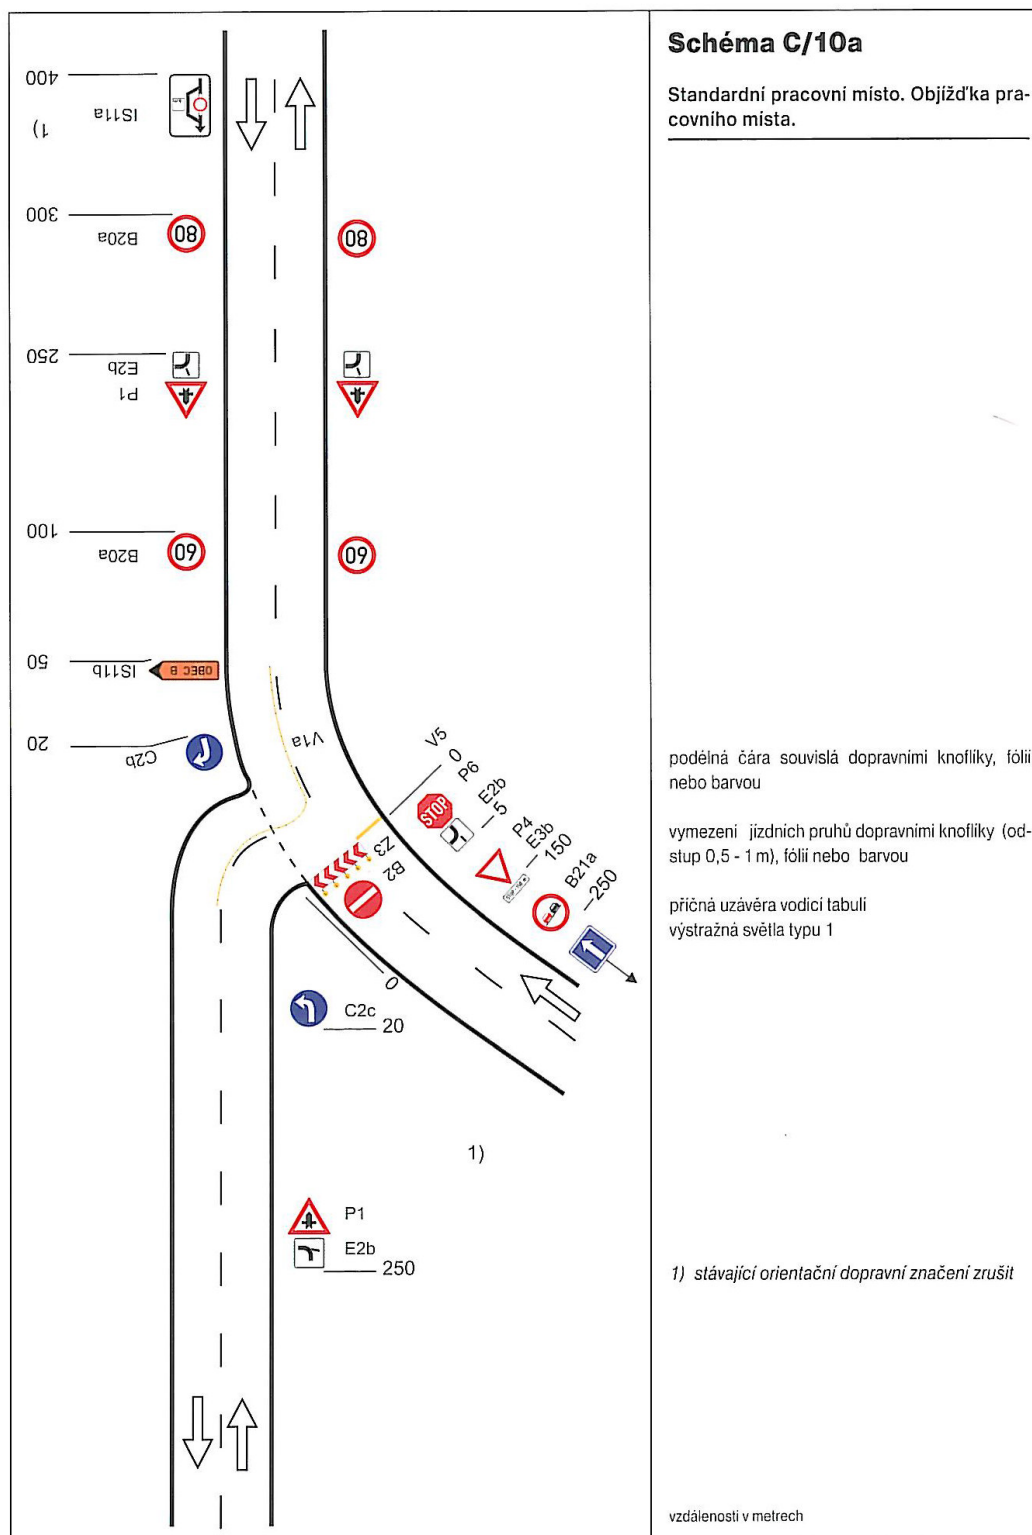 Schéma C/10a
Standardní pracovní místo. Objížďka pra-
covního místa.
400
IS11a
1)
300
B20a
80
80
250
E2b
P1
100
B20a
60
60
50
IS11b
OBEC B
20
C2b
V1a
V5
0
P6
STOP
E2b
5
P4
E3b
150
B21a
250
Z3
B2
0
C2c
20
1)
P1
E2b
250
podélná čára souvislá dopravními knoflíky, fólií
nebo barvou
vymezení jízdních pruhů dopravními knoflíky (od-
stup 0,5 - 1 m), fólií nebo barvou
příčná uzávěra vodicí tabulí
výstražná světla typu 1
1) stávající orientační dopravní značení zrušit
vzdálenosti v metrech